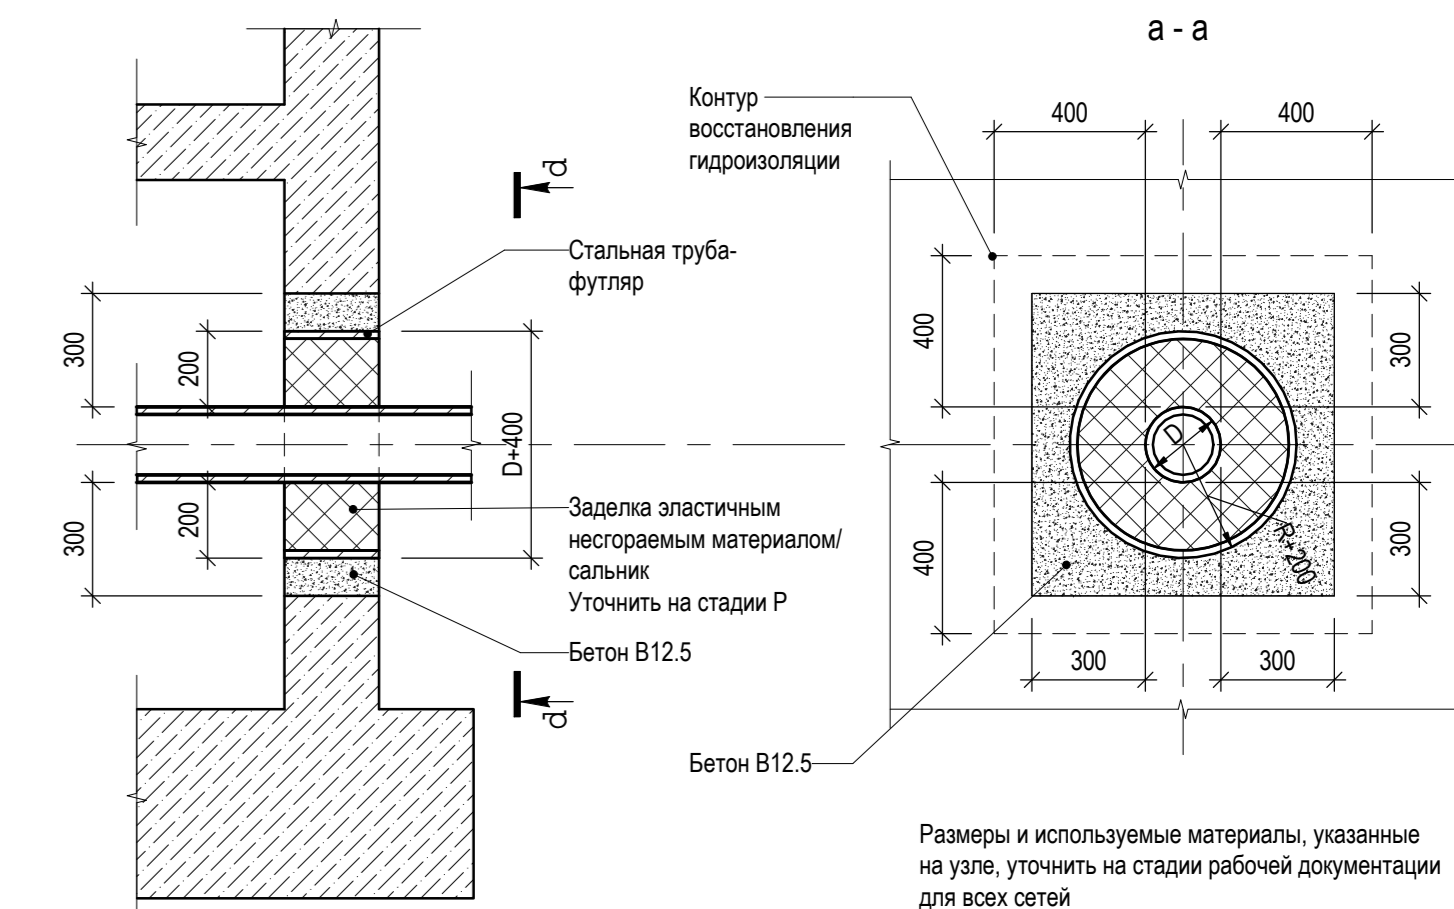 a - a
Контур
восстановления
гидроизоляции
400
400
d
Стальная труба-
футляр
300
200
400
300
D+400
D
Заделка эластичным
несгораемым материалом/
сальник
Уточнить на стадии Р
300
200
400
R+200
300
Бетон В12.5
300
300
d
Бетон В12.5
Размеры и используемые материалы, указанные
на узле, уточнить на стадии рабочей документации
для всех сетей